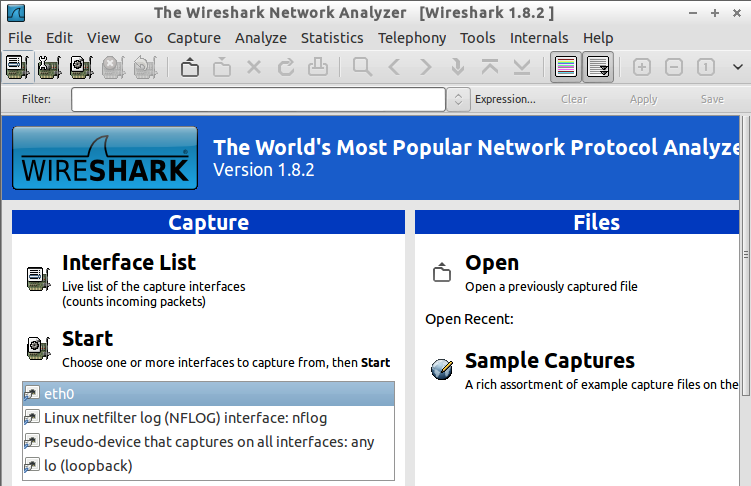 The Wireshark Network Analyzer [Wireshark 1.8.2 ]
File Edit View Go Capture Analyze Statistics Telephony Tools Internals Help
Filter: Expression... Clear Apply Save
WIRESHARK
The World's Most Popular Network Protocol Analyze
Version 1.8.2
Capture
Interface List
Live list of the capture interfaces
(counts incoming packets)
Start
Choose one or more interfaces to capture from, then Start
eth0
Linux netfilter log (NFLOG) interface: nflog
Pseudo-device that captures on all interfaces: any
lo (loopback)
Files
Open
Open a previously captured file
Open Recent:
Sample Captures
A rich assortment of example capture files on the